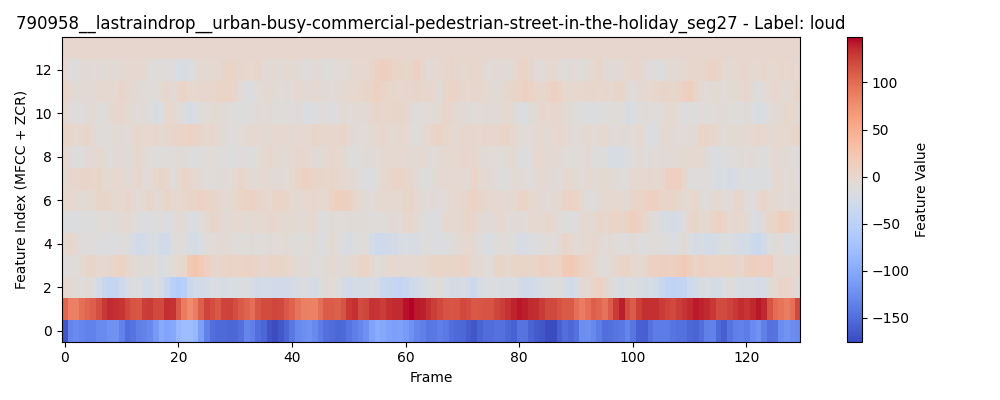 790958__lastraindrop__urban-busy-commercial-pedestrian-street-in-the-holiday_seg27 - Label: loud
Feature Index (MFCC + ZCR)
12
10
8
6
4
2
0
0 20 40 60 80 100 120
Frame
100
50
0
−50
−100
−150
Feature Value